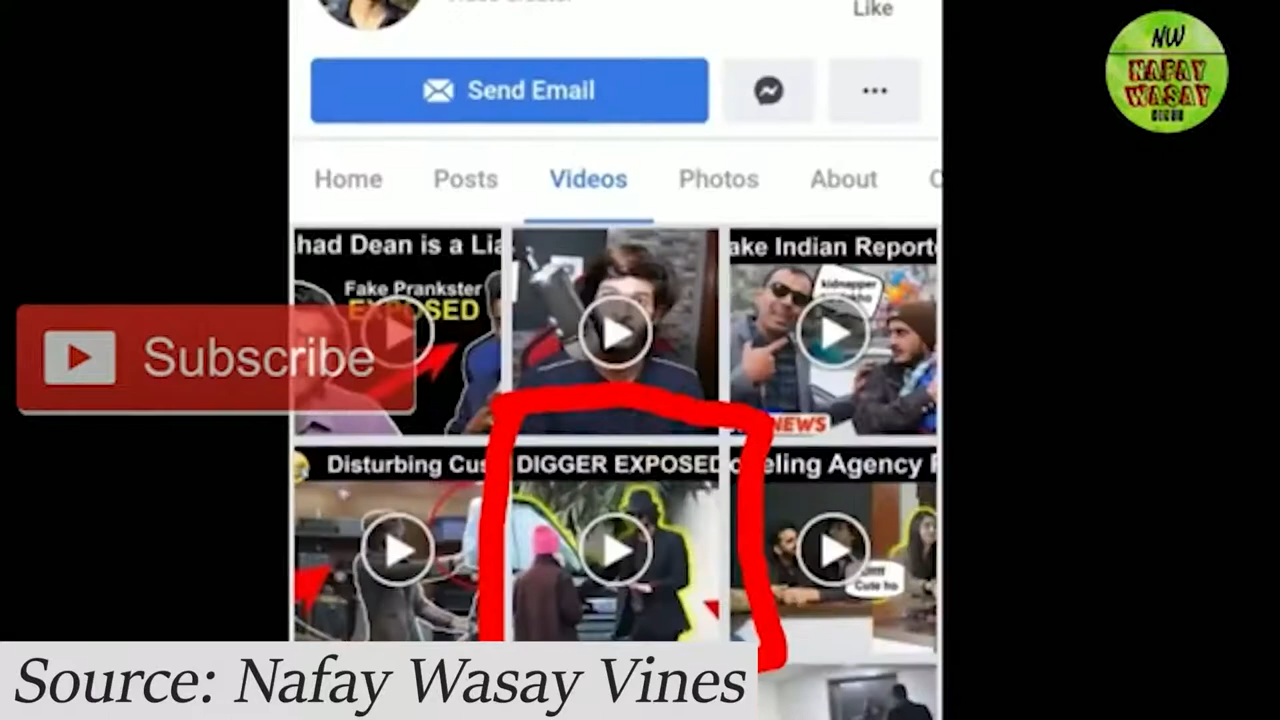 Like
NW
NAFAY
WASAY
Send Email
Home Posts Videos Photos About
had Dean is a Lia
Fake Prankster
EXPOSED
ake Indian Reporte
kidnapper
NEWS
Subscribe
Disturbing Cus
DIGGER EXPOSED
eling Agency
Cute ho
Source: Nafay Wasay Vines